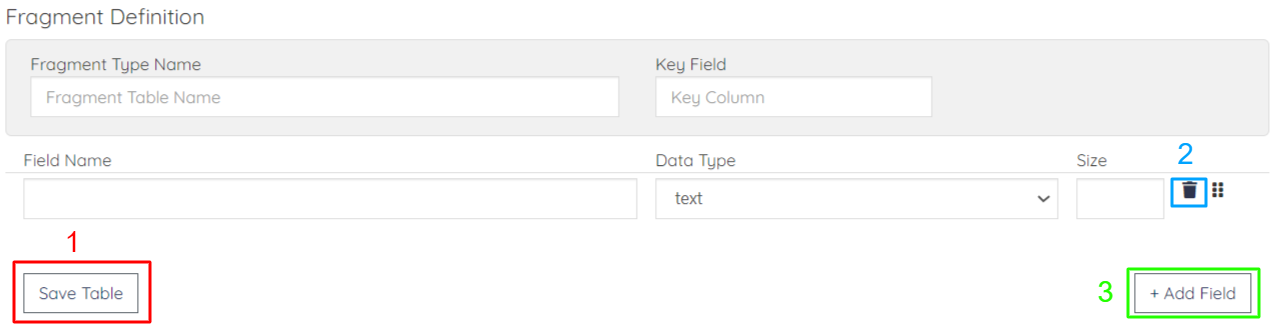 Fragment Definition
Fragment Type Name Key Field
Fragment Table Name Key Column
Field Name Data Type Size 2
text
1
Save Table 3 + Add Field